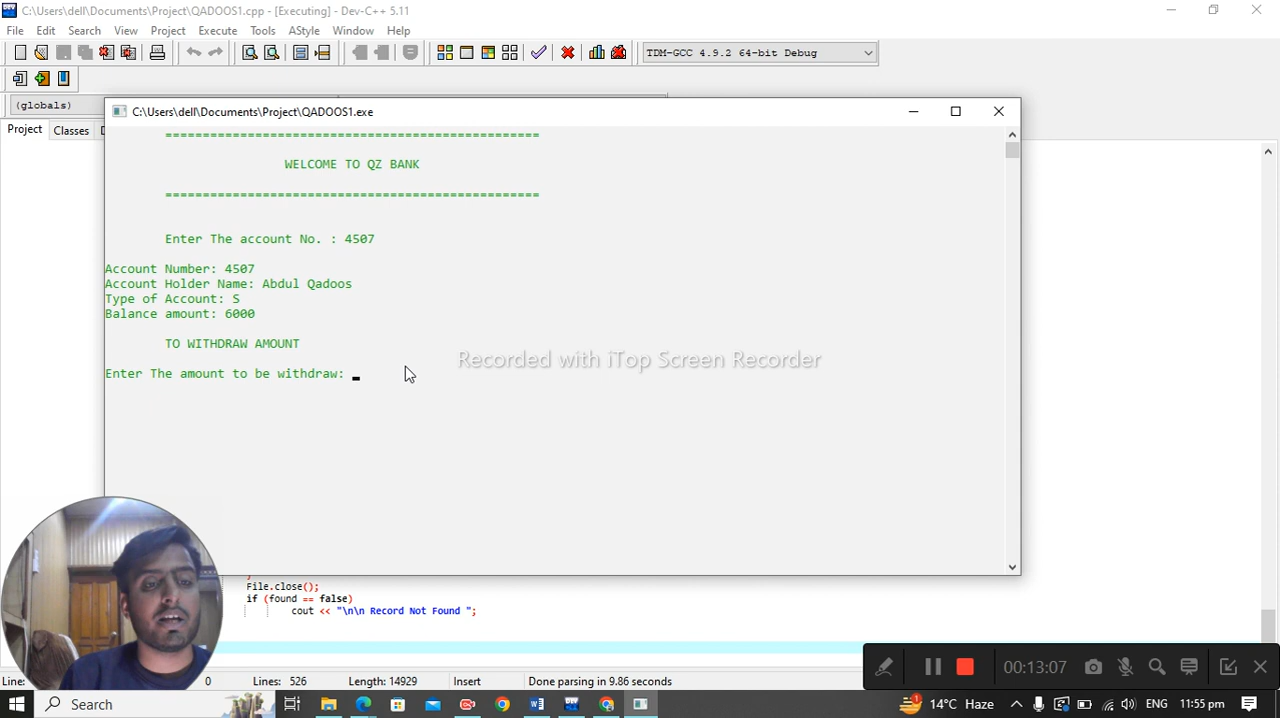 C:\Users\dell\Documents\Project\QADOOS1.cpp - [Executing] - Dev-C++ 5.11
File Edit Search View Project Execute Tools AStyle Window Help
TDM-GCC 4.9.2 64-bit Debug
(globals)
Project Classes D
C:\Users\dell\Documents\Project\QADOOS1.exe
==================================================
WELCOME TO QZ BANK
==================================================
Enter The account No. : 4507
Account Number: 4507
Account Holder Name: Abdul Qadoos
Type of Account: S
Balance amount: 6000
TO WITHDRAW AMOUNT
Recorded with iTop Screen Recorder
Enter The amount to be withdraw:
File.close();
if (found == false)
cout << "\n\n Record Not Found ";
00:13:07
Line: 0 Lines: 526 Length: 14929 Insert Done parsing in 9.86 seconds
Search
14°C Haze
ENG
11:55 pm